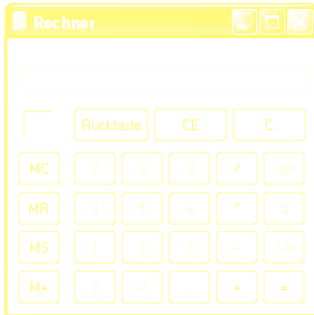 Rechner
Rücktaste CE C
MC 7 8 9 / sqrt
MR 4 5 6 * %
MS 1 2 3 - 1/x
M+ 0 +/- + =